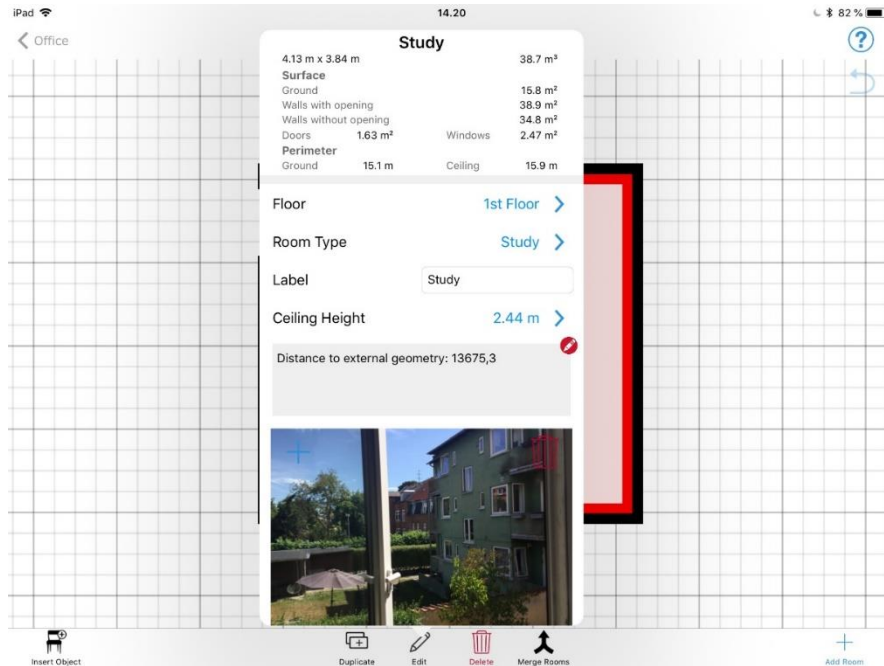 iPad 14.20 82 %
Office
Study
4.13 m x 3.84 m 38.7 m³
Surface
Ground 15.8 m²
Walls with opening 38.9 m²
Walls without opening 34.8 m²
Doors 1.63 m² Windows 2.47 m²
Perimeter
Ground 15.1 m Ceiling 15.9 m
Floor 1st Floor
Room Type Study
Label Study
Ceiling Height 2.44 m
Distance to external geometry: 13675,3
Insert Object Duplicate Edit Delete Merge Rooms Add Room